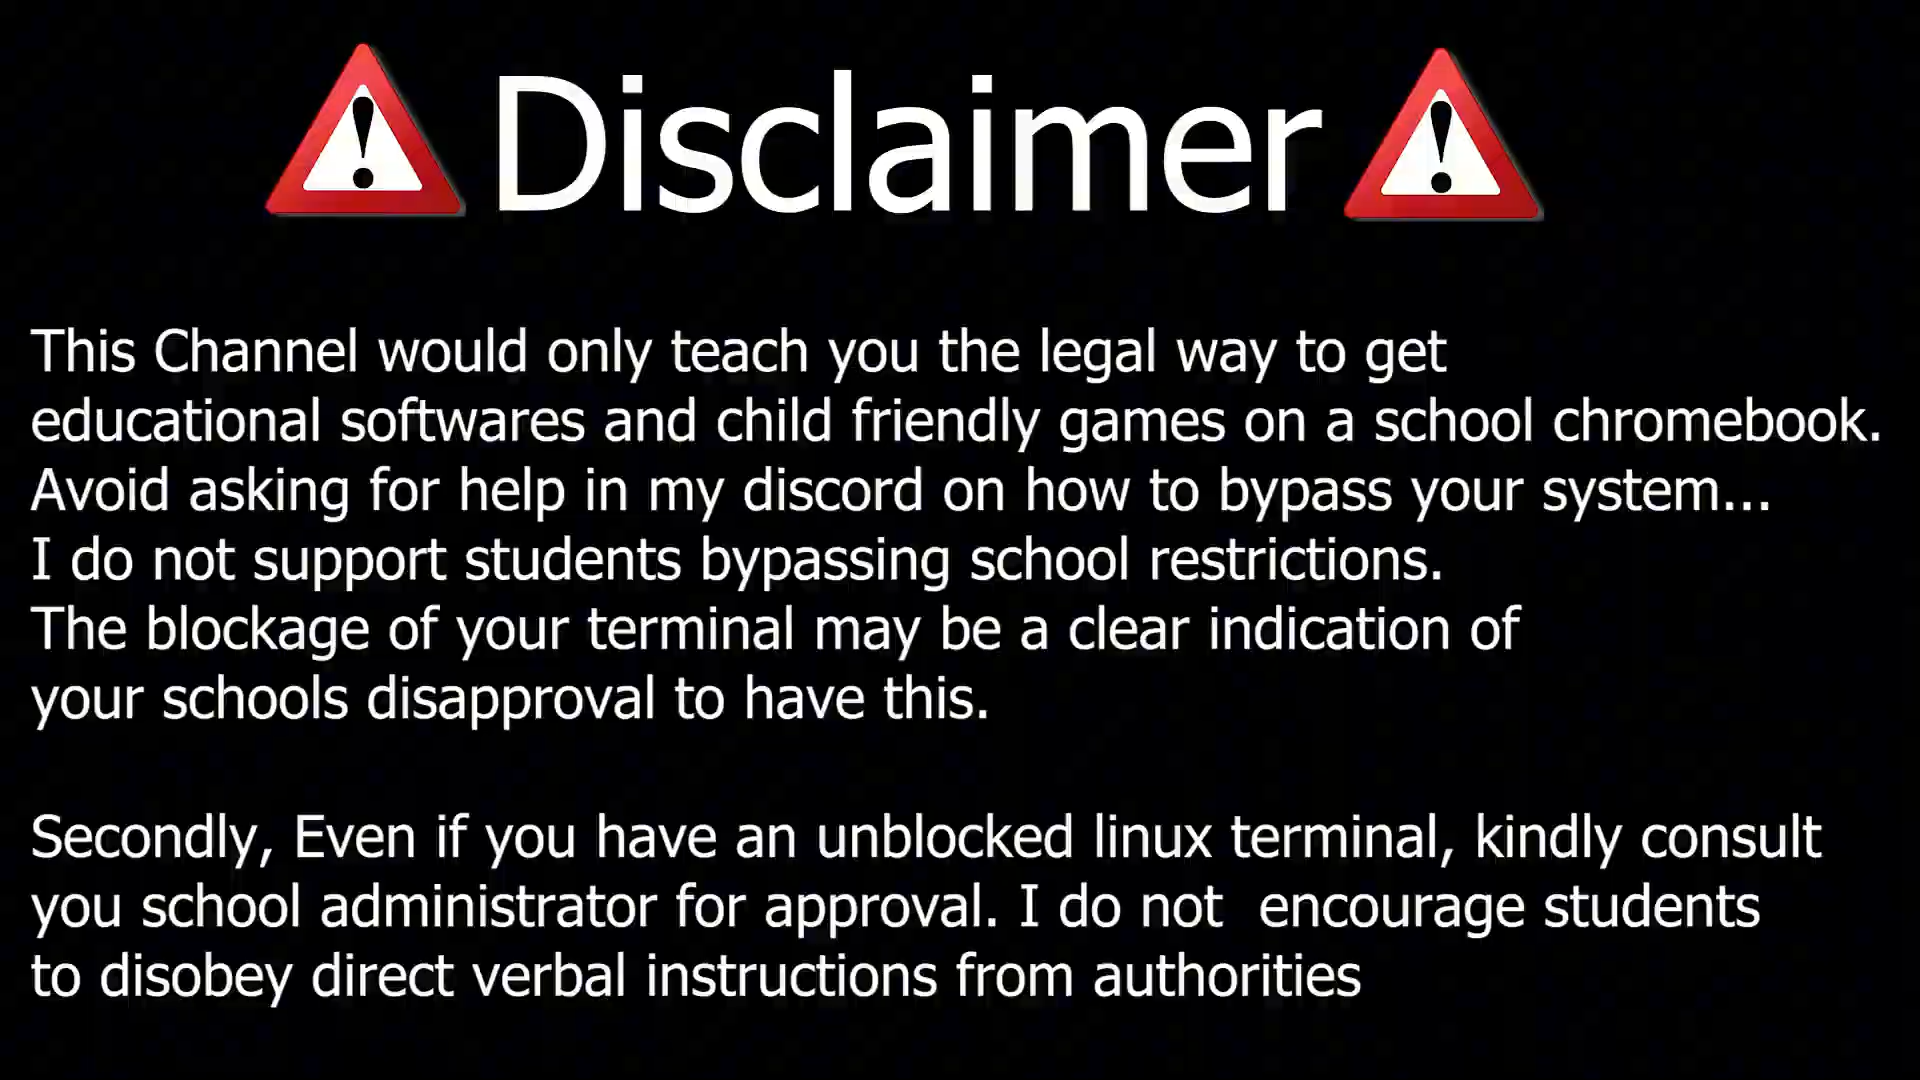 Disclaimer
This Channel would only teach you the legal way to get
educational softwares and child friendly games on a school chromebook.
Avoid asking for help in my discord on how to bypass your system...
I do not support students bypassing school restrictions.
The blockage of your terminal may be a clear indication of
your schools disapproval to have this.
Secondly, Even if you have an unblocked linux terminal, kindly consult
you school administrator for approval. I do not  encourage students
to disobey direct verbal instructions from authorities